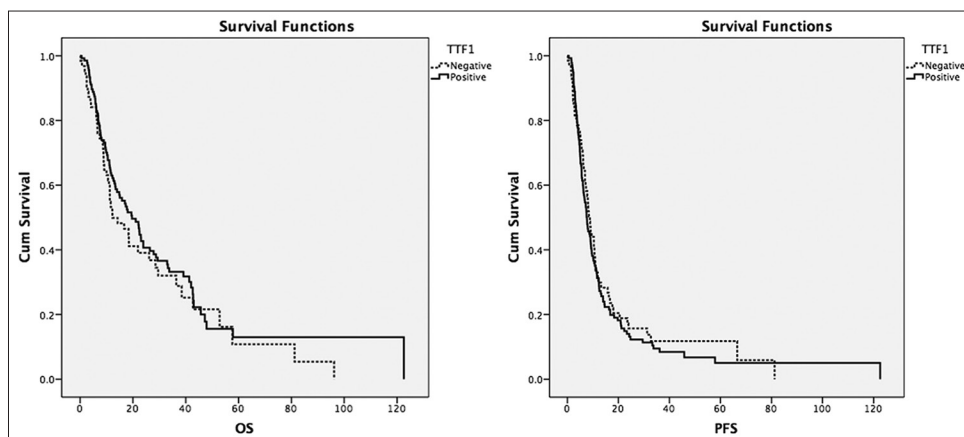 Survival Functions
TTF1
Negative
Positive
1.0
0.8
0.6
0.4
0.2
0.0
Cum Survival
0 20 40 60 80 100 120
OS
Survival Functions
TTF1
Negative
Positive
1.0
0.8
0.6
0.4
0.2
0.0
Cum Survival
0 20 40 60 80 100 120
PFS